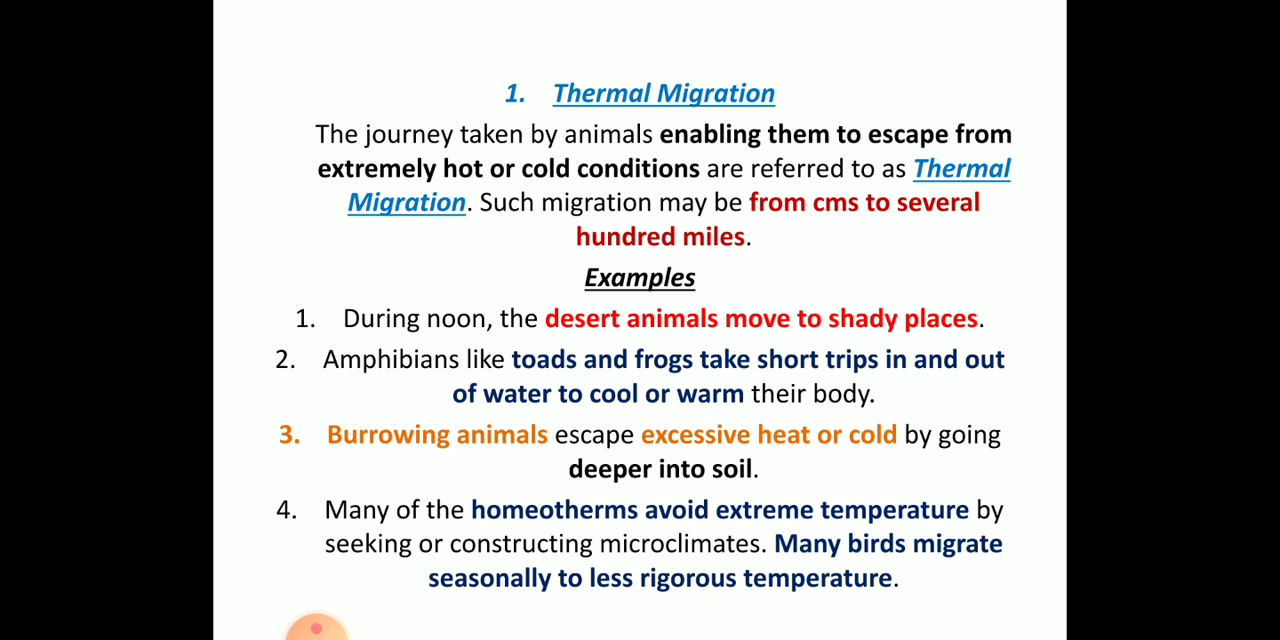 1. Thermal Migration
The journey taken by animals enabling them to escape from
extremely hot or cold conditions are referred to as Thermal
Migration. Such migration may be from cms to several
hundred miles.
Examples
1. During noon, the desert animals move to shady places.
2. Amphibians like toads and frogs take short trips in and out
of water to cool or warm their body.
3. Burrowing animals escape excessive heat or cold by going
deeper into soil.
4. Many of the homeotherms avoid extreme temperature by
seeking or constructing microclimates. Many birds migrate
seasonally to less rigorous temperature.